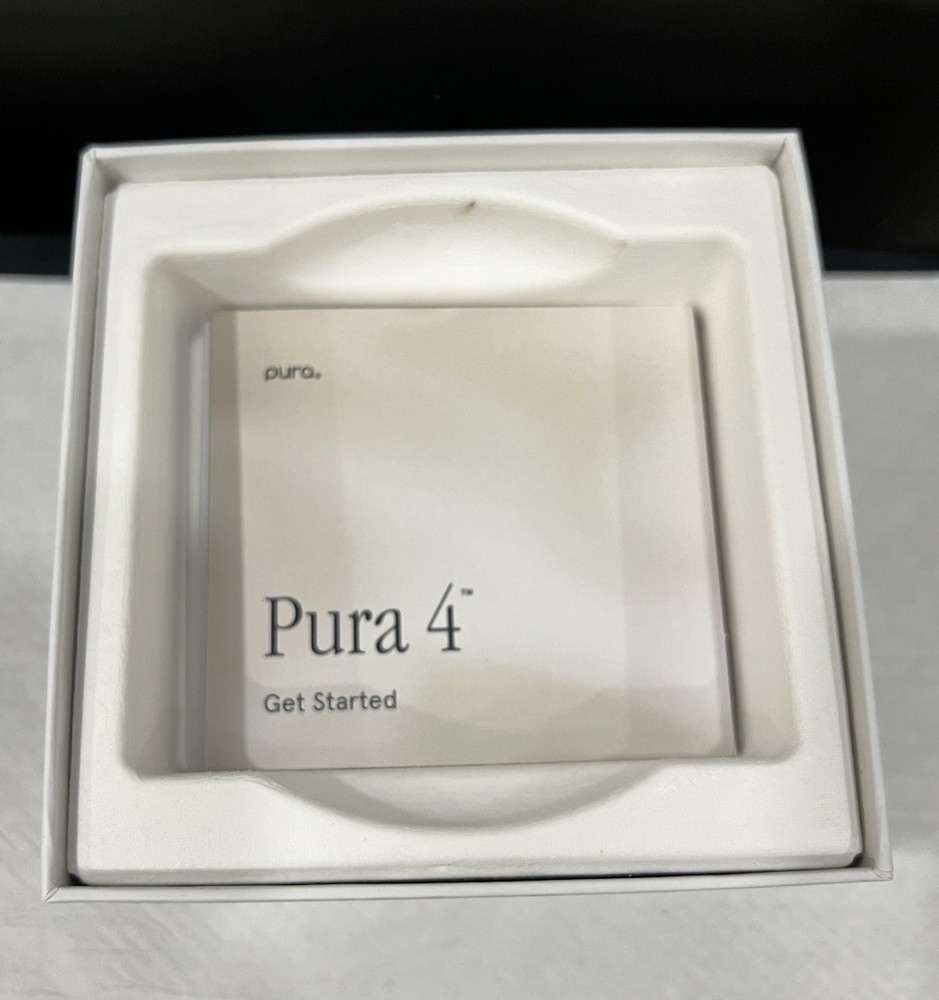 pura.
Pura 4™
Get Started